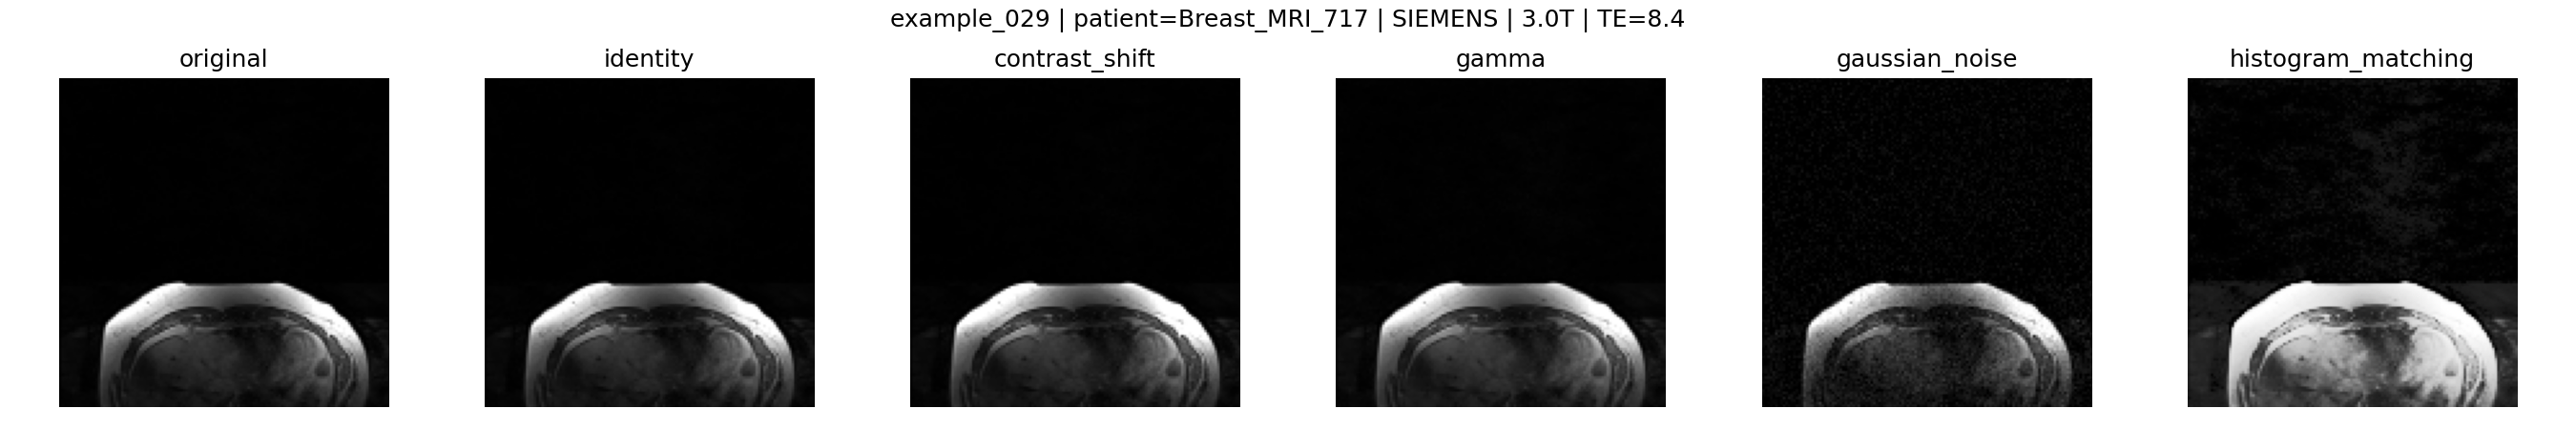 example_029 | patient=Breast_MRI_717 | SIEMENS | 3.0T | TE=8.4
original
identity
contrast_shift
gamma
gaussian_noise
histogram_matching